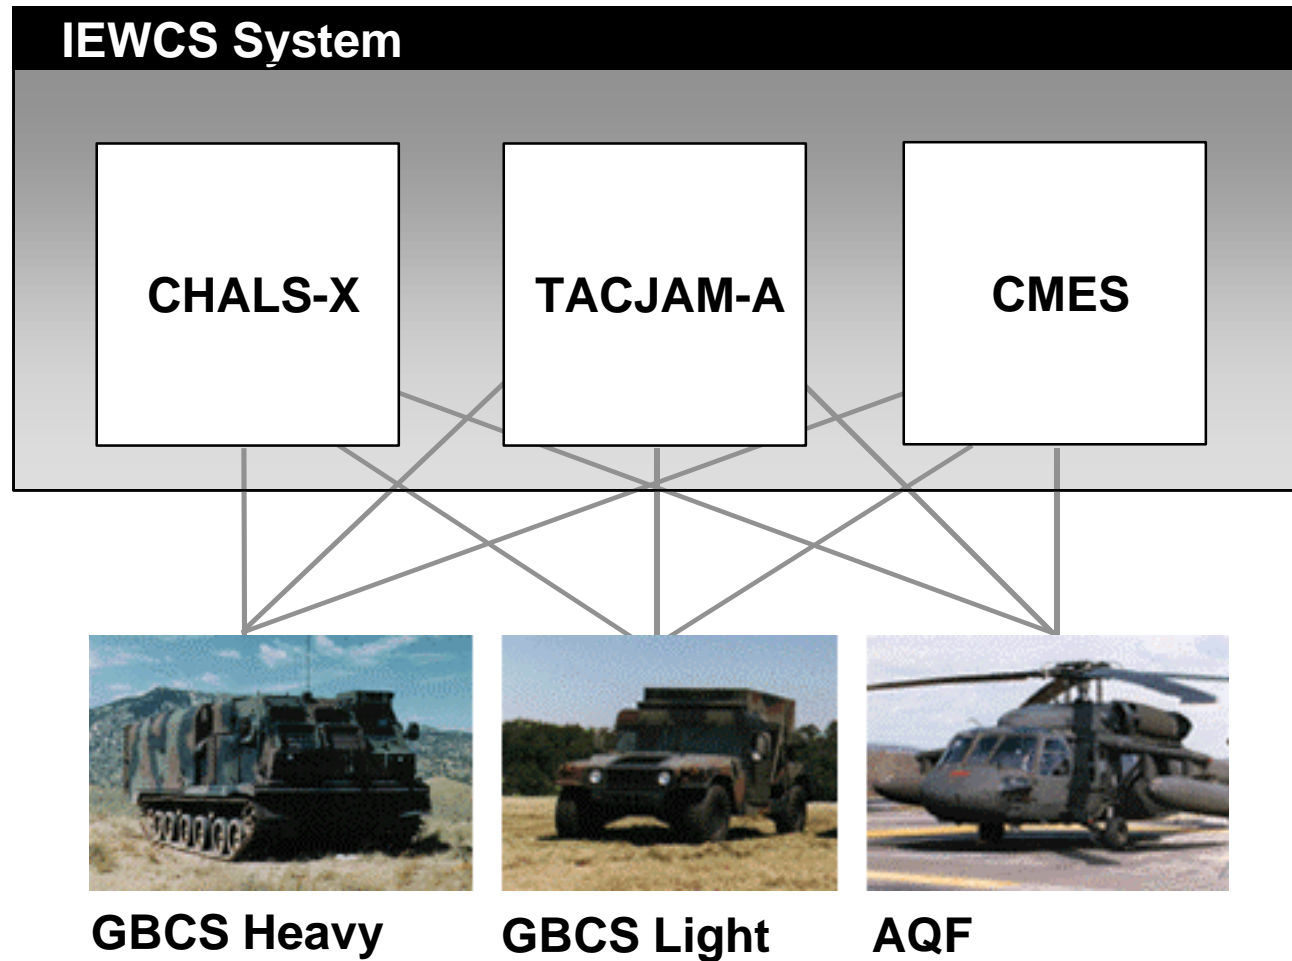 IEWCS System
CHALS-X
TACJAM-A
CMES
GBCS Heavy
GBCS Light
AQF